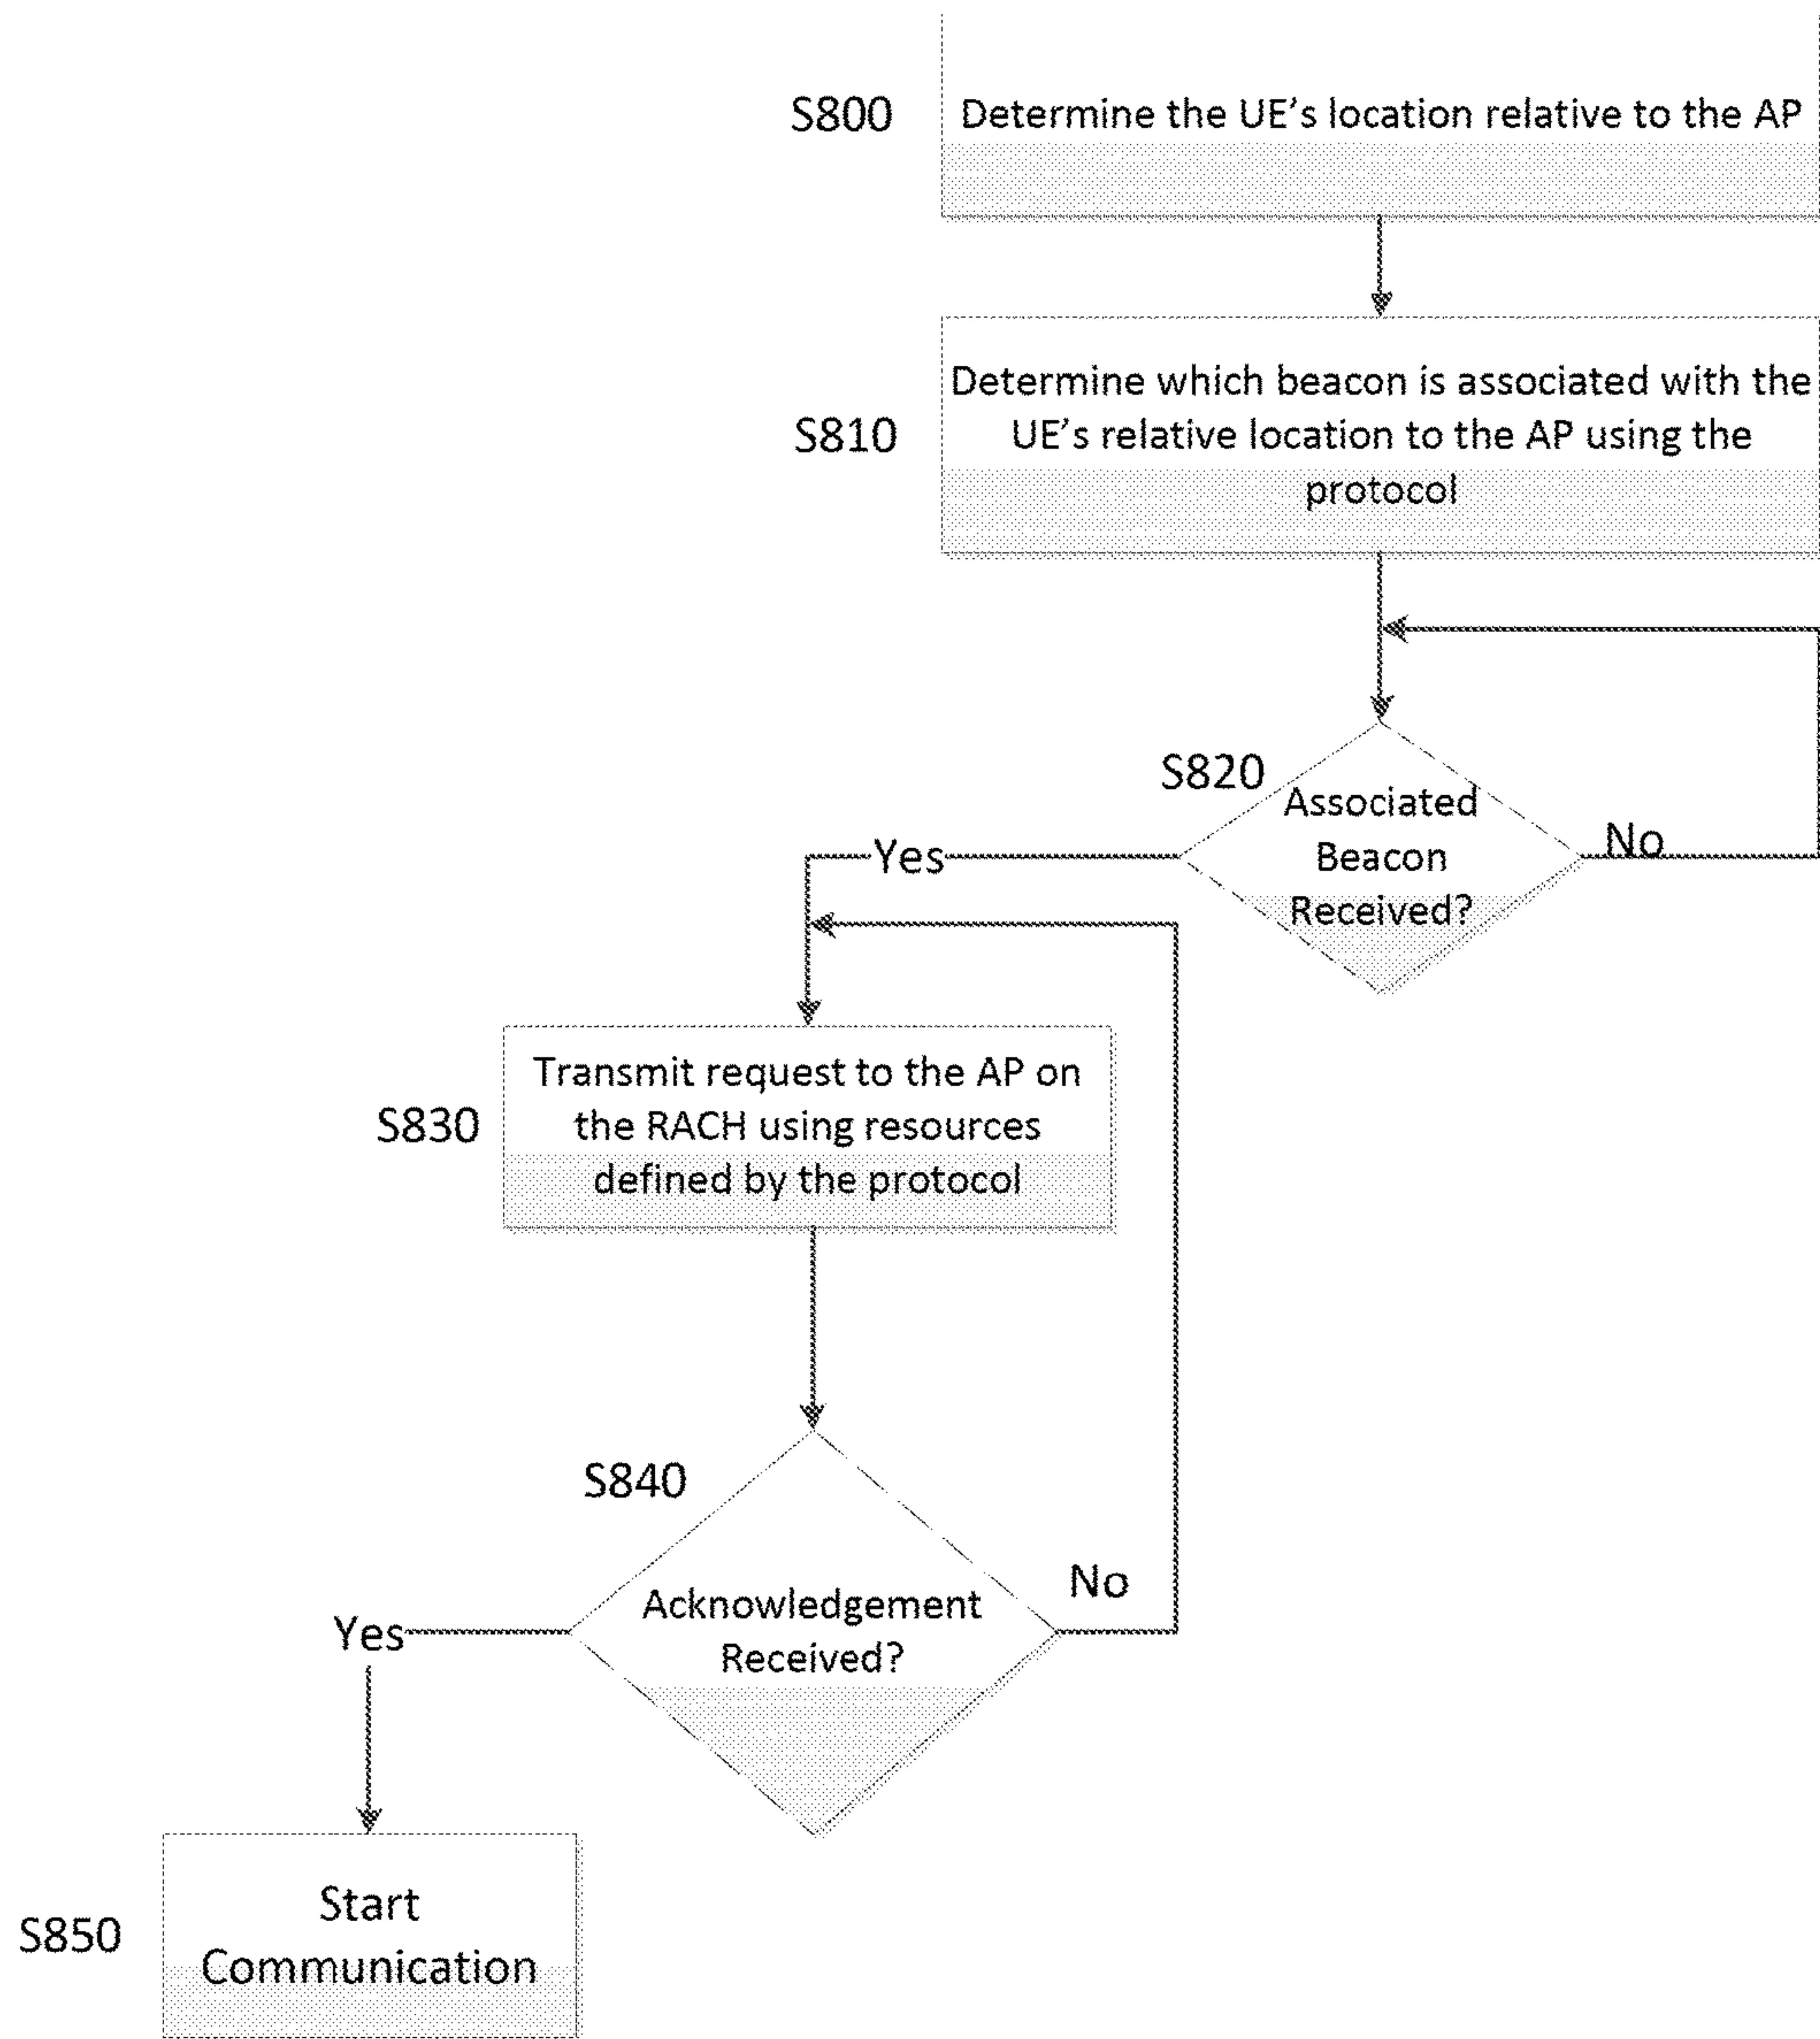 S800
Determine the UE's location relative to the AP
S810
Determine which beacon is associated with the
UE's relative location to the AP using the
protocol
S820
Associated
Beacon
Received?
Yes
No
S830
Transmit request to the AP on
the RACH using resources
defined by the protocol
S840
Acknowledgement
Received?
No
Yes
S850
Start
Communication